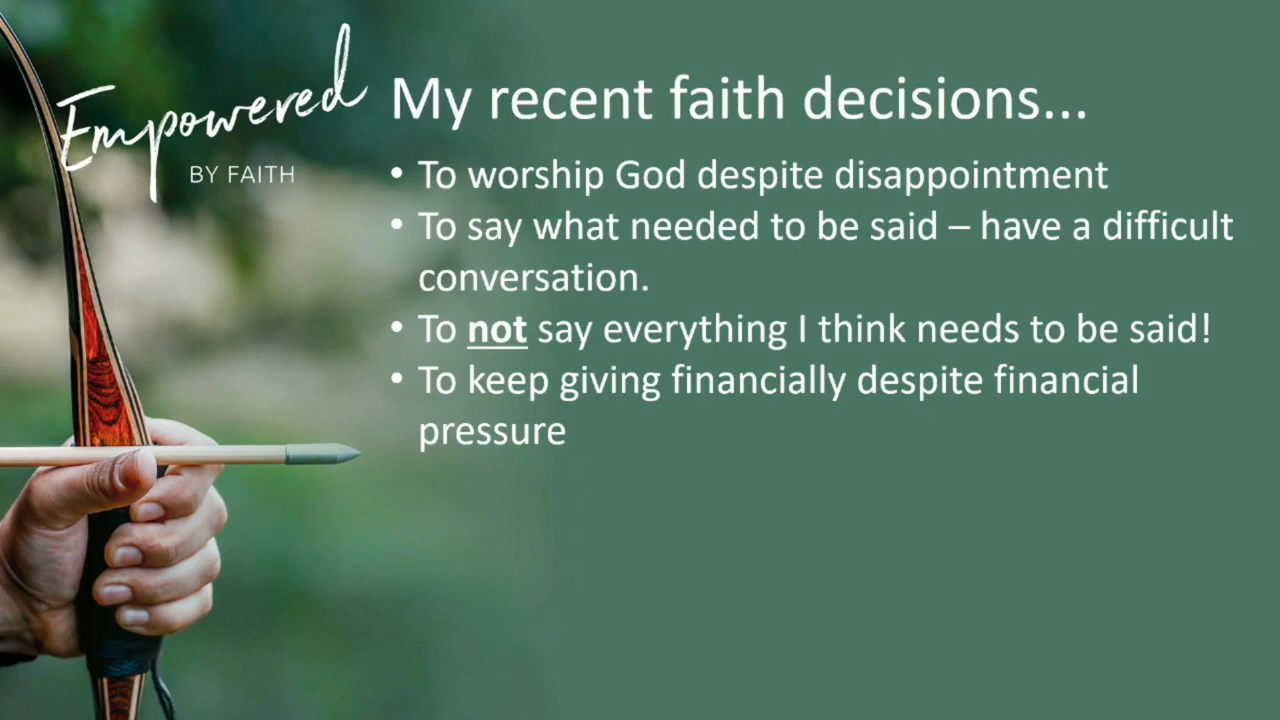 Empowered
BY FAITH
My recent faith decisions...
• To worship God despite disappointment
• To say what needed to be said – have a difficult
conversation.
• To not say everything I think needs to be said!
• To keep giving financially despite financial
pressure